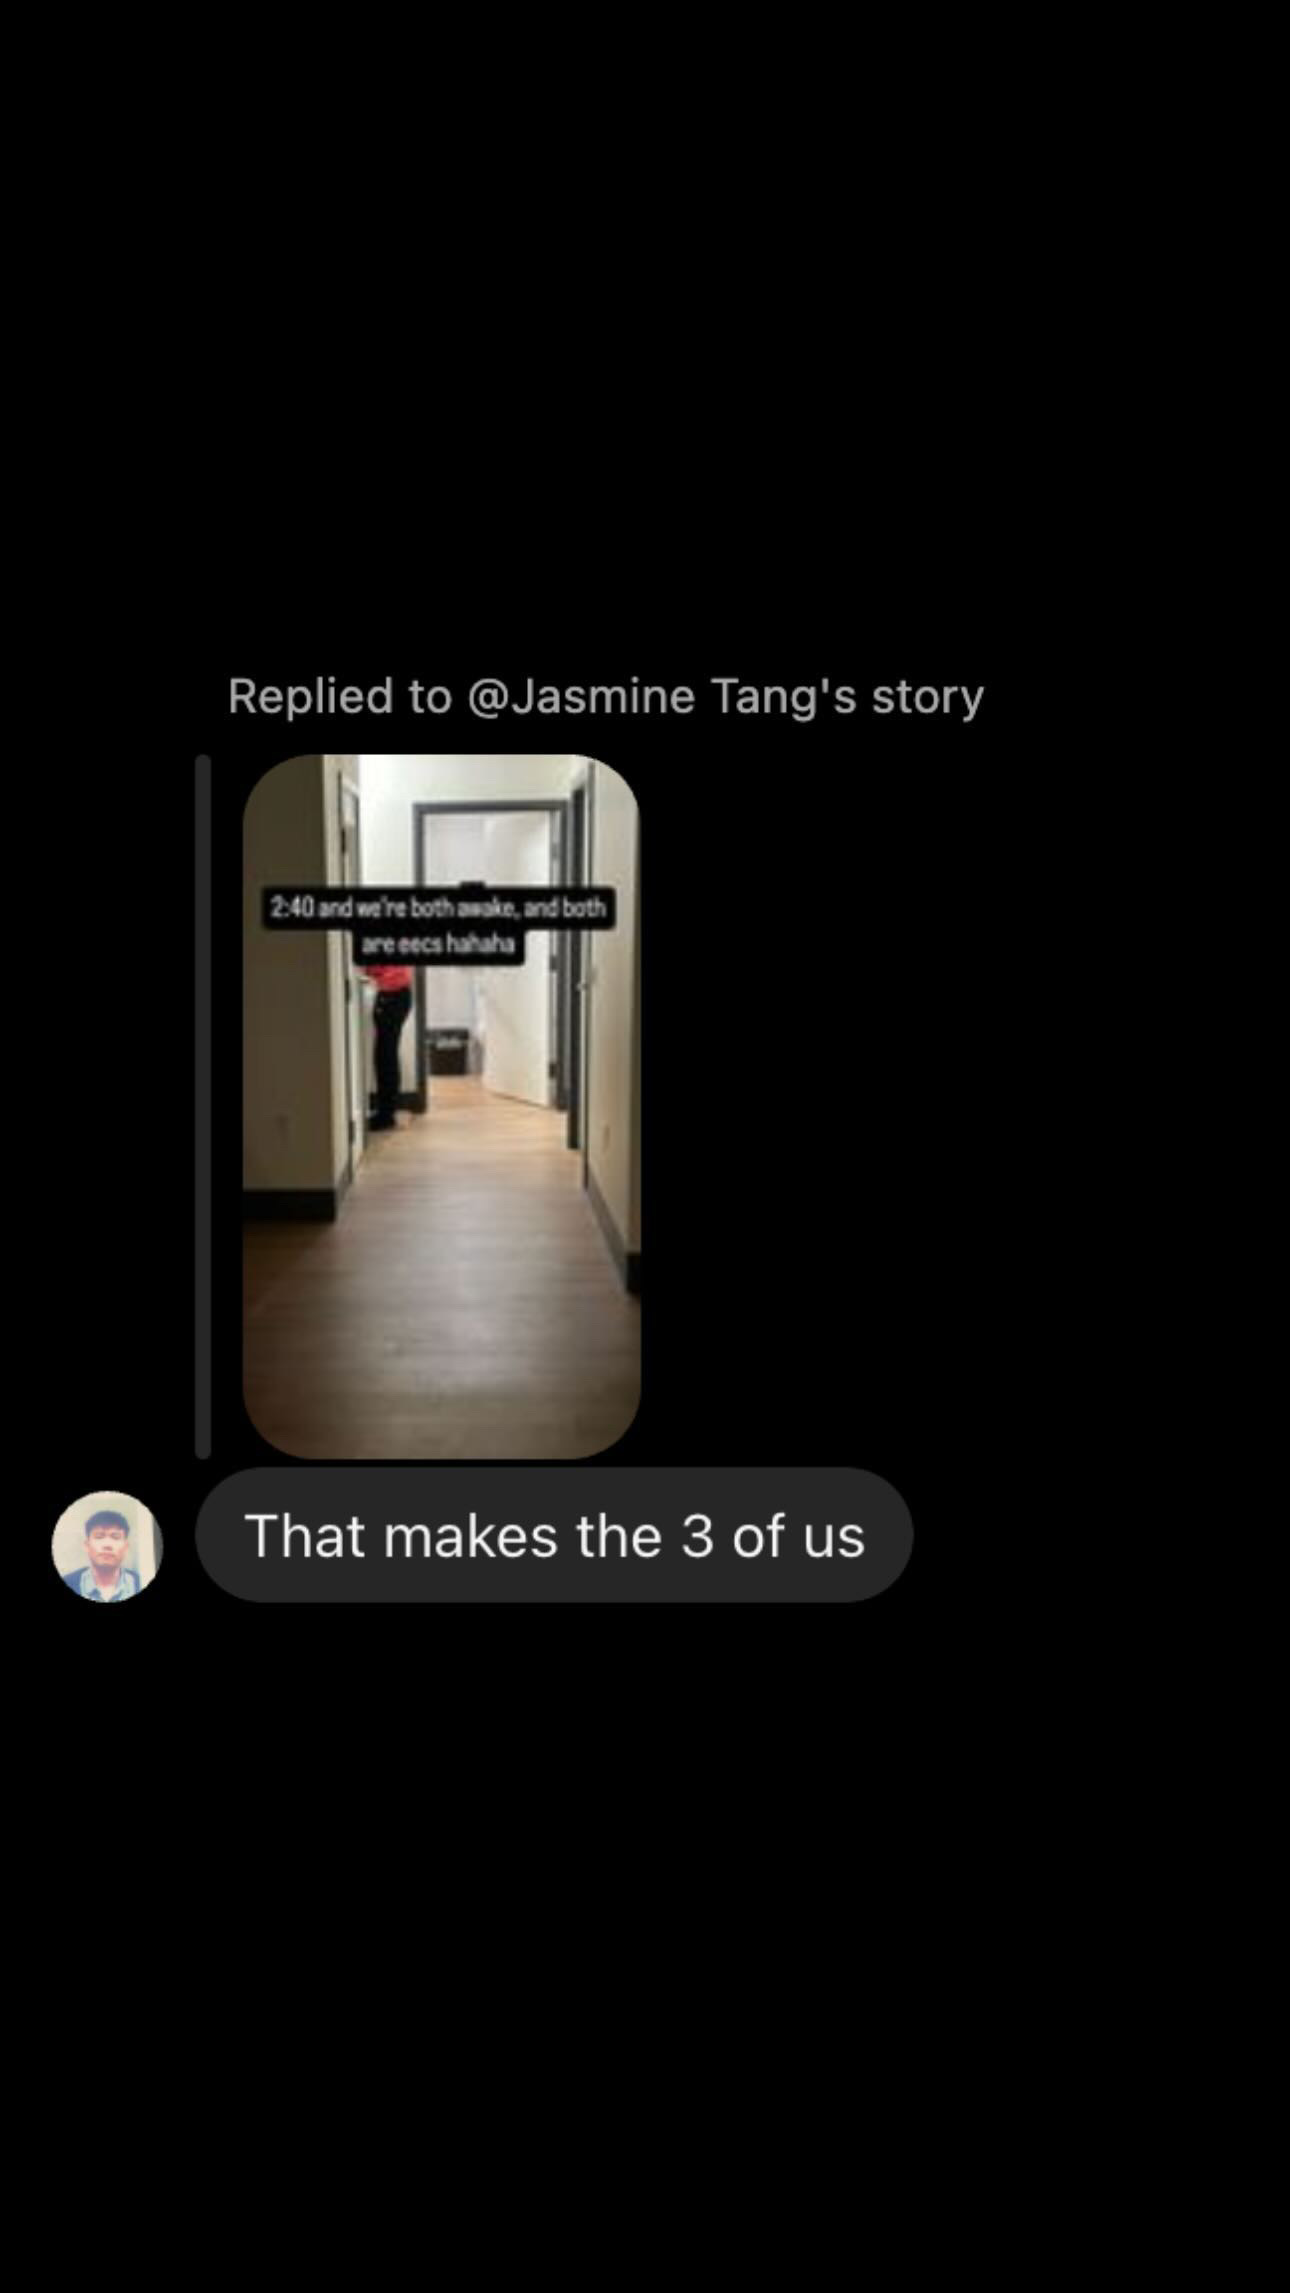 Replied to @Jasmine Tang's story
2:40 and we're both awake, and both
are eecs hahaha
That makes the 3 of us